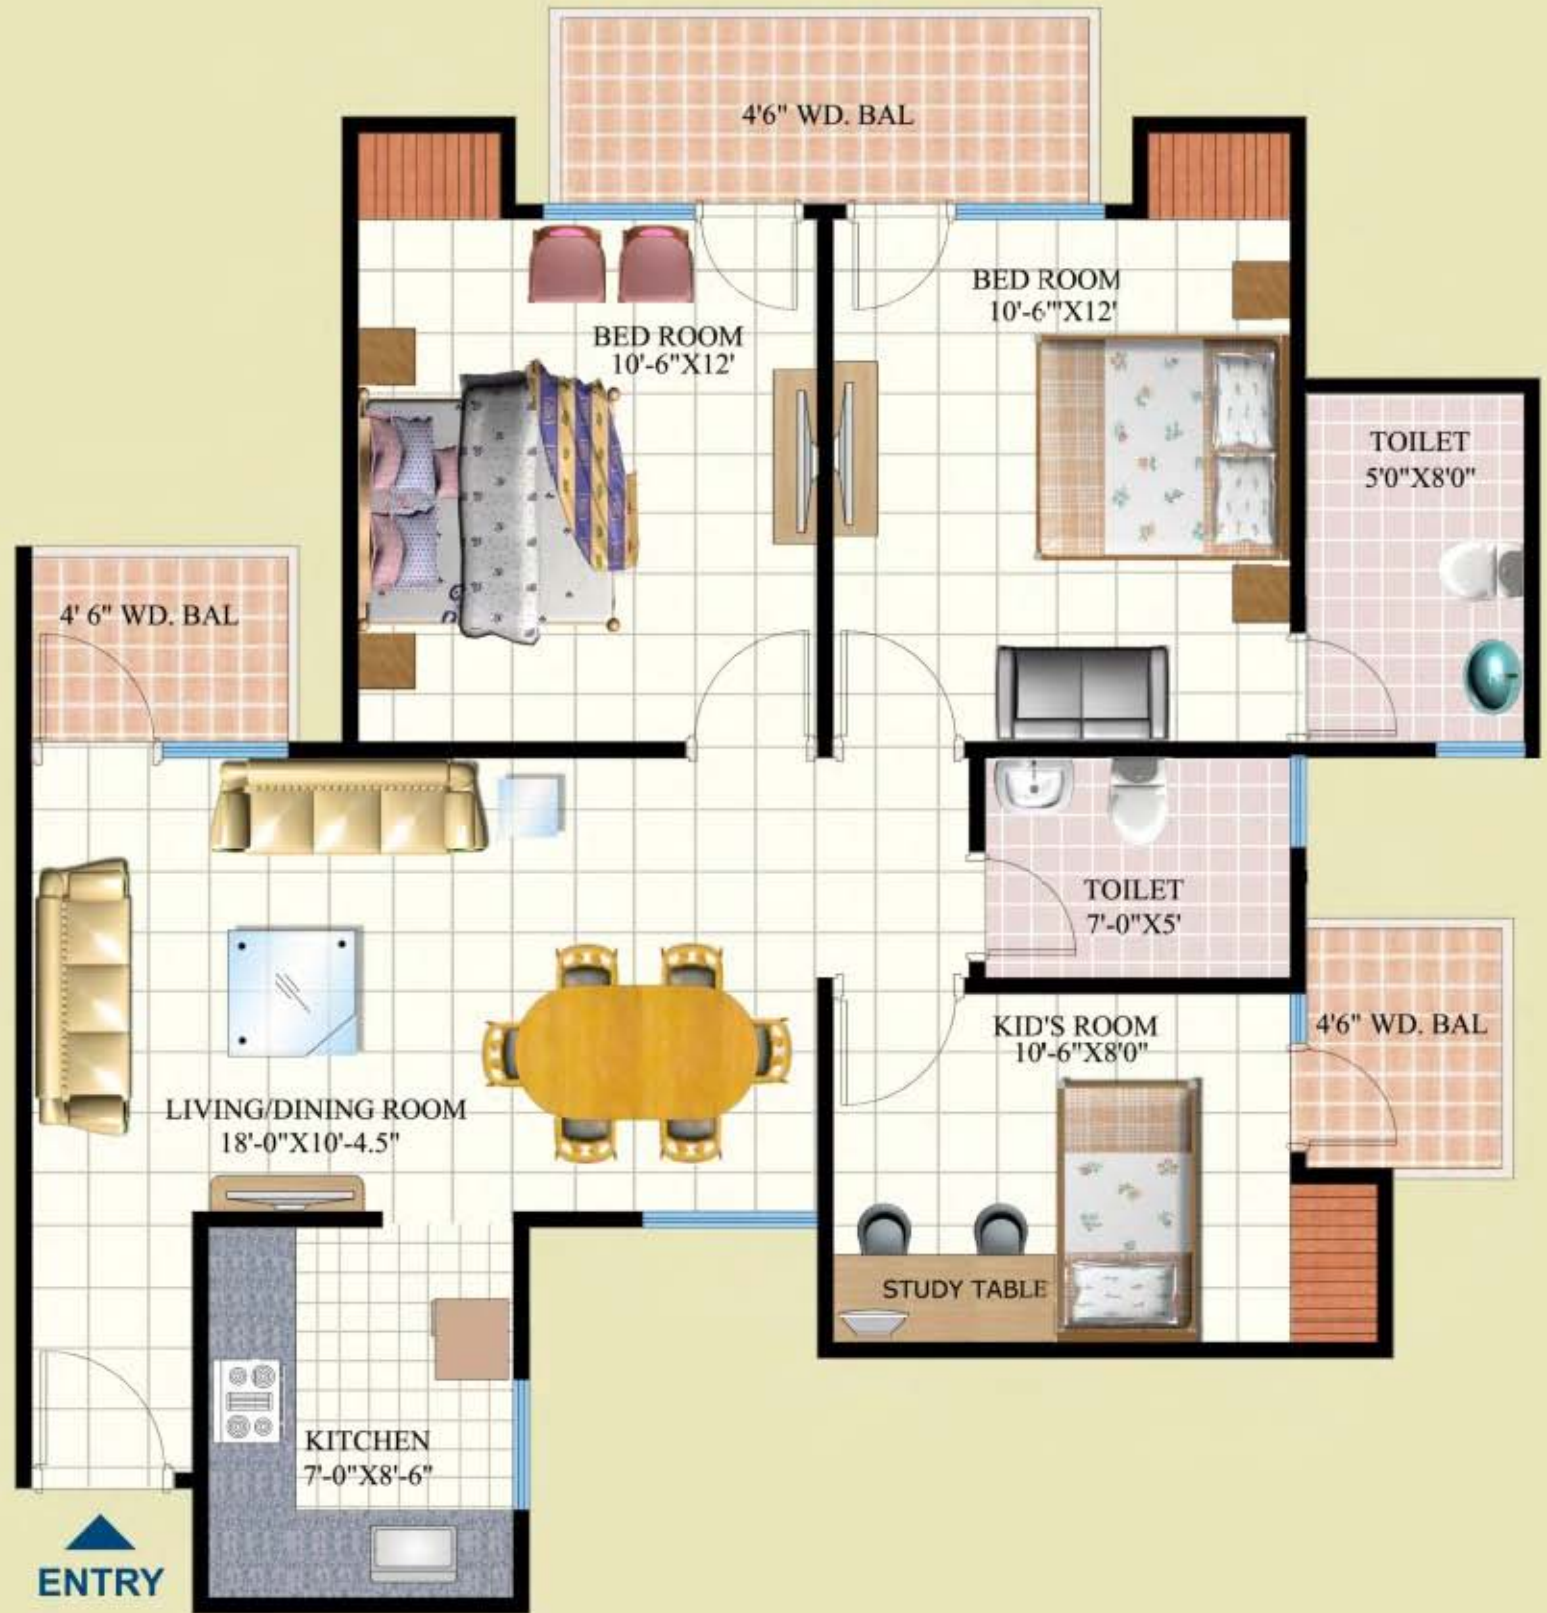 4'6" WD. BAL
BED ROOM
10'-6'"X12'
BED ROOM
10'-6"X12'
TOILET
5'0"X8'0"
4' 6" WD. BAL
TOILET
7'-0"X5'
KID'S ROOM
10'-6"X8'0"
4'6" WD. BAL
LIVING/DINING ROOM
18'-0"X10'-4.5"
STUDY TABLE
KITCHEN
7'-0"X8'-6"
ENTRY